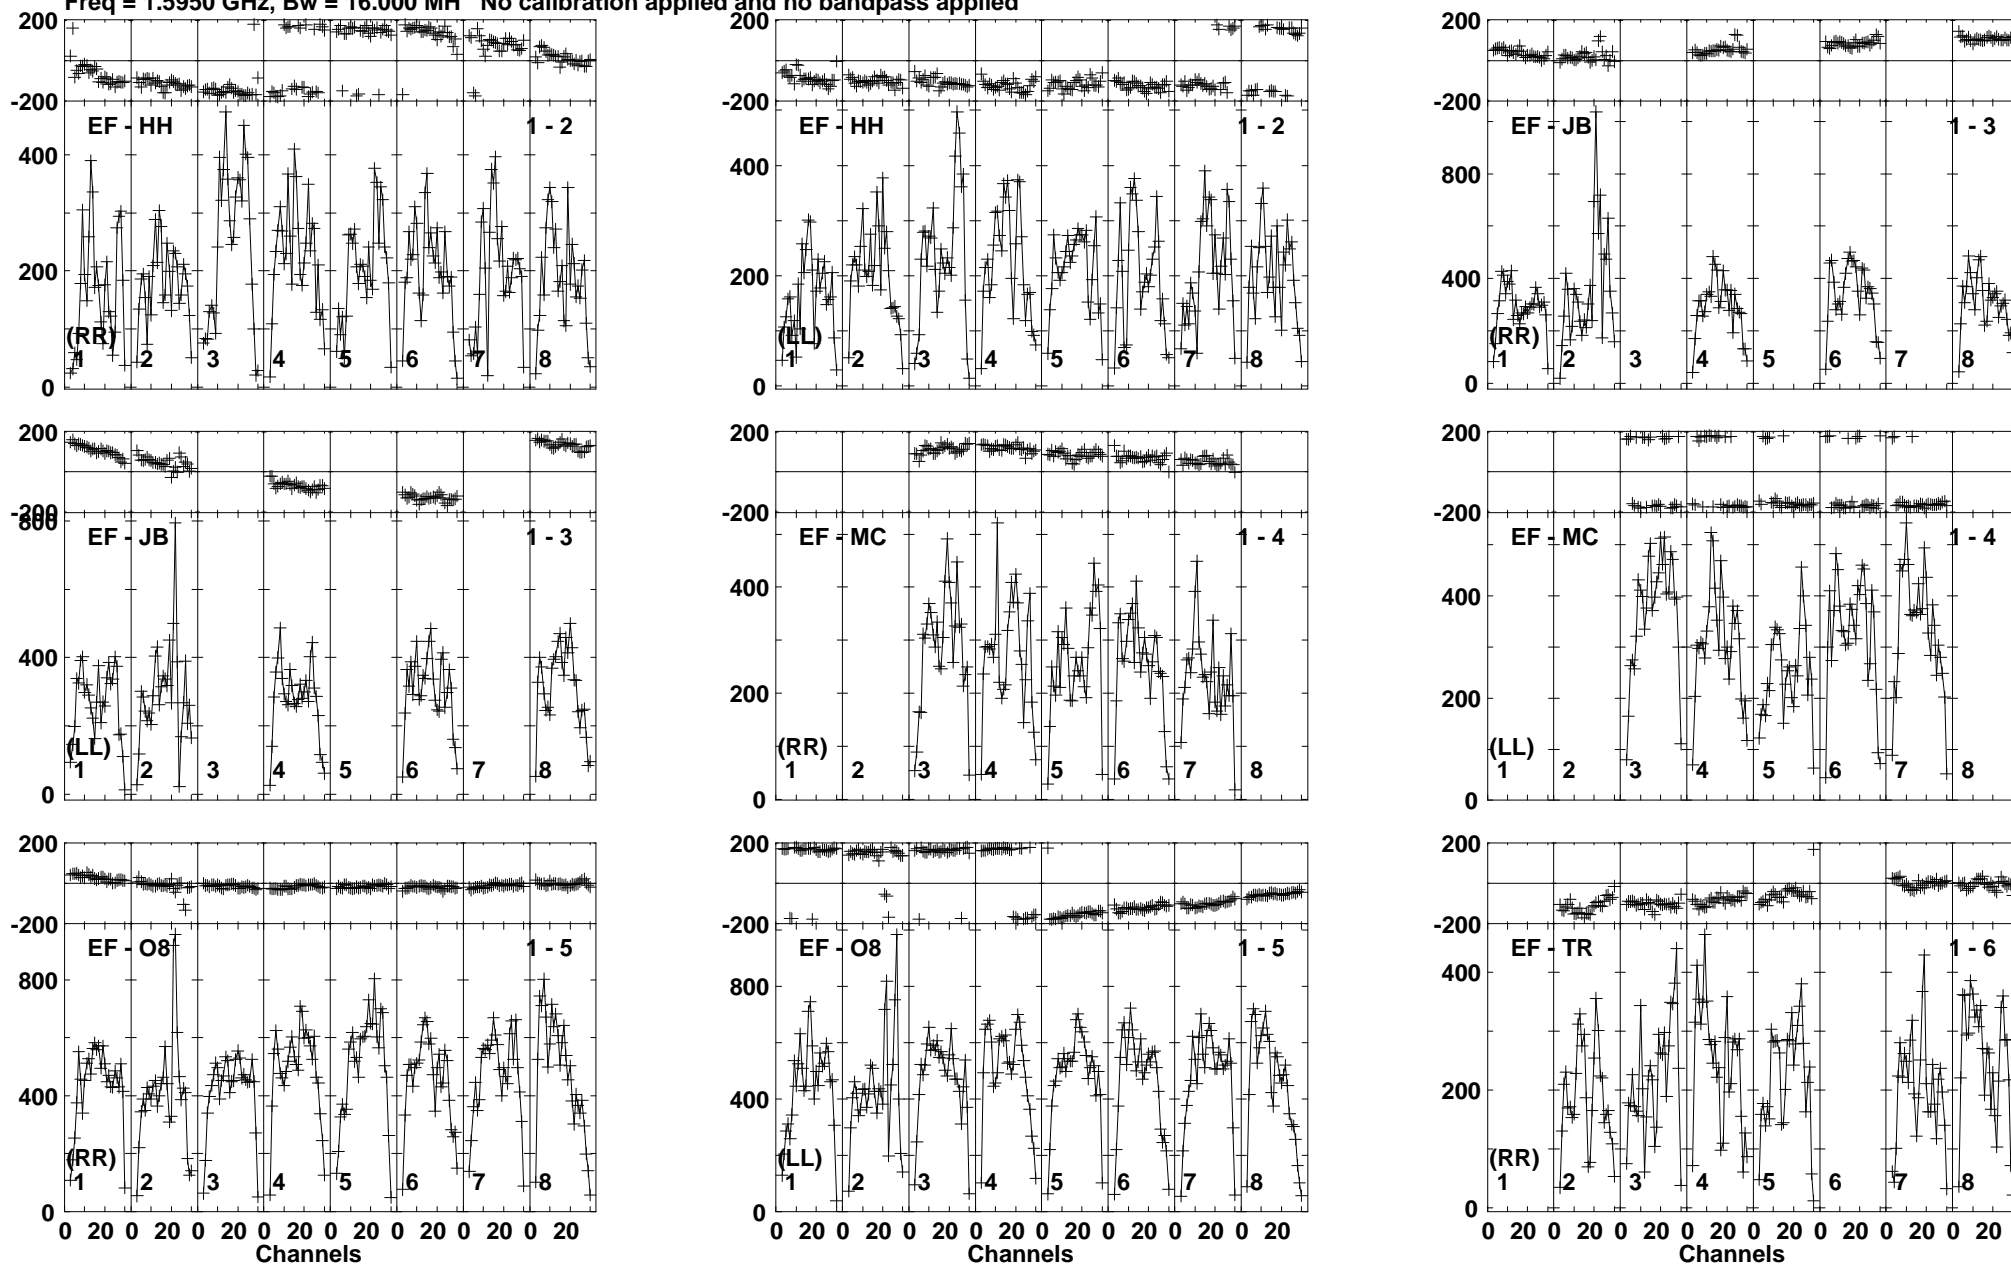 Freq = 1.5950 GHz, Bw = 16.000 MH No calibration applied and no bandpass applied
200 200 200
-200 -200 -200
EF - HH 1 - 2 EF - HH 1 - 2 EF - JB 1 - 3
400 400 800
200 200 400
(RR) (LL) (RR)
1 2 3 4 5 6 7 8 1 2 3 4 5 6 7 8 1 2 3 4 5 6 7 8
0 0 0
200 200 200
-200 -200 -200
800
EF - JB 1 - 3 EF - MC 1 - 4 EF - MC 1 - 4
400 400 400
200 200
(LL) (RR) (LL)
1 2 3 4 5 6 7 8 1 2 3 4 5 6 7 8 1 2 3 4 5 6 7 8
0 0 0
200 200 200
-200 -200 -200
EF - O8 1 - 5 EF - O8 1 - 5 EF - TR 1 - 6
800 800 400
400 400 200
(RR) (LL) (RR)
1 2 3 4 5 6 7 8 1 2 3 4 5 6 7 8 1 2 3 4 5 6 7 8
0 0 0
0 20 0 20 0 20 0 20 0 20 0 20 0 20 0 20 0 20 0 20 0 20 0 20 0 20 0 20 0 20 0 20 0 20 0 20 0 20 0 20 0 20 0 20 0 20 0 20
Channels Channels Channels